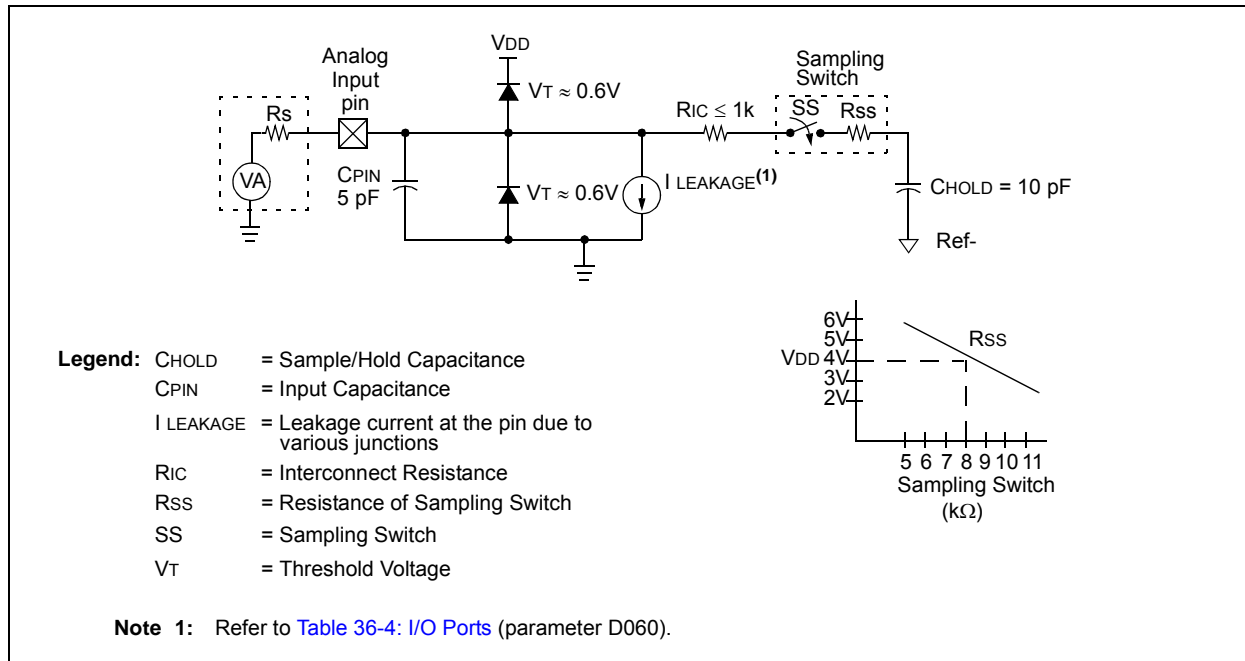 VDD
Analog
Input
pin
Sampling
Switch
VT ≈ 0.6V
Rs
RIC ≤ 1k
SS
Rss
VA
CPIN
5 pF
VT ≈ 0.6V
I LEAKAGE(1)
CHOLD = 10 pF
Ref-
6V
5V
VDD 4V
3V
2V
RSS
5 6 7 8 9 10 11
Sampling Switch
(kΩ)
Legend: CHOLD = Sample/Hold Capacitance
CPIN = Input Capacitance
I LEAKAGE = Leakage current at the pin due to
various junctions
RIC = Interconnect Resistance
RSS = Resistance of Sampling Switch
SS = Sampling Switch
VT = Threshold Voltage
Note 1: Refer to Table 36-4: I/O Ports (parameter D060).